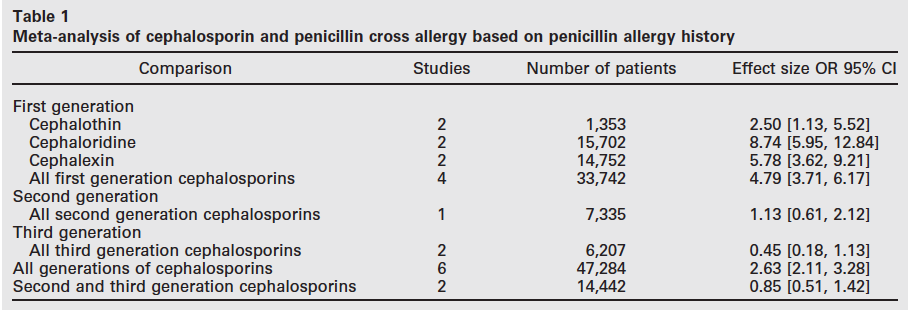 Table 1
Meta-analysis of cephalosporin and penicillin cross allergy based on penicillin allergy history
Comparison Studies Number of patients Effect size OR 95% CI
First generation
Cephalothin 2 1,353 2.50 [1.13, 5.52]
Cephaloridine 2 15,702 8.74 [5.95, 12.84]
Cephalexin 2 14,752 5.78 [3.62, 9.21]
All first generation cephalosporins 4 33,742 4.79 [3.71, 6.17]
Second generation
All second generation cephalosporins 1 7,335 1.13 [0.61, 2.12]
Third generation
All third generation cephalosporins 2 6,207 0.45 [0.18, 1.13]
All generations of cephalosporins 6 47,284 2.63 [2.11, 3.28]
Second and third generation cephalosporins 2 14,442 0.85 [0.51, 1.42]